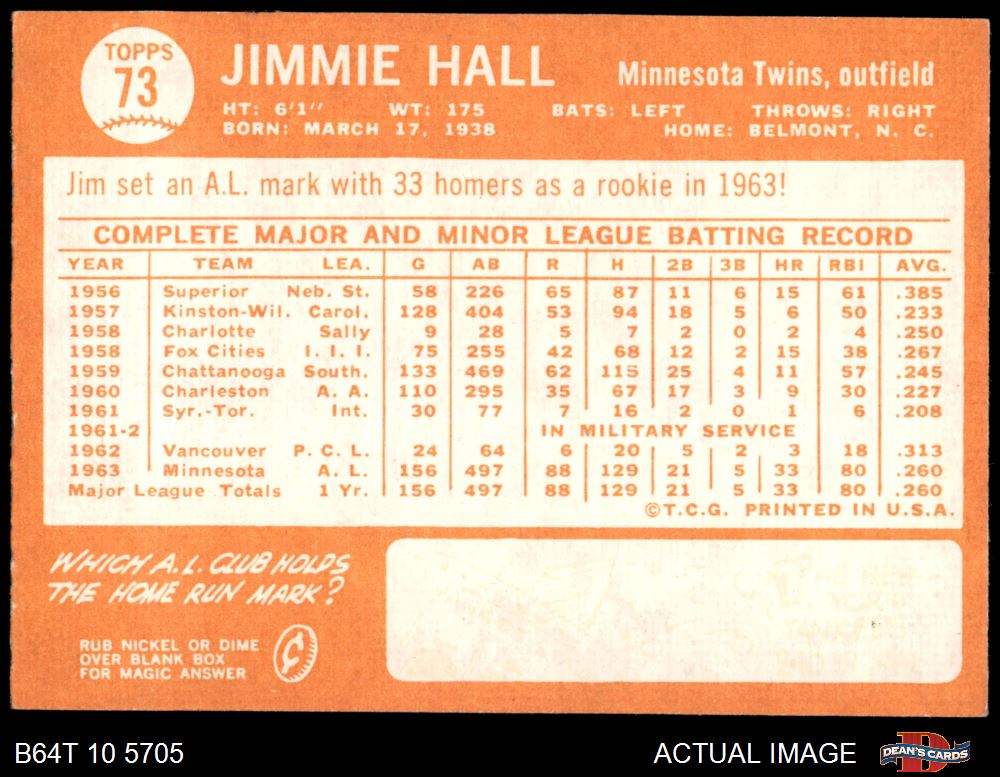 TOPPS
73
JIMMIE HALL
Minnesota Twins, outfield
HT: 6'1" WT: 175 BATS: LEFT THROWS: RIGHT
BORN: MARCH 17, 1938 HOME: BELMONT, N. C.
Jim set an A.L. mark with 33 homers as a rookie in 1963!
COMPLETE MAJOR AND MINOR LEAGUE BATTING RECORD
YEAR TEAM LEA. G AB R H 2B 3B HR RBI AVG.
1956 Superior Neb. St. 58 226 65 87 11 6 15 61 .385
1957 Kinston-Wil. Carol. 128 404 53 94 18 5 6 50 .233
1958 Charlotte Sally 9 28 5 7 2 0 2 4 .250
1958 Fox Cities I. I. I. 75 255 42 68 12 2 15 38 .267
1959 Chattanooga South. 133 469 62 115 25 4 11 57 .245
1960 Charleston A. A. 110 295 35 67 17 3 9 30 .227
1961 Syr.-Tor. Int. 30 77 7 16 2 0 1 6 .208
1961-2 IN MILITARY SERVICE
1962 Vancouver P. C. L. 24 64 6 20 5 2 3 18 .313
1963 Minnesota A. L. 156 497 88 129 21 5 33 80 .260
Major League Totals 1 Yr. 156 497 88 129 21 5 33 80 .260
©T.C.G. PRINTED IN U.S.A.
WHICH A.L. CLUB HOLDS
THE HOME RUN MARK?
RUB NICKEL OR DIME
OVER BLANK BOX
FOR MAGIC ANSWER
B64T 10 5705
ACTUAL IMAGE
DEAN'S CARDS